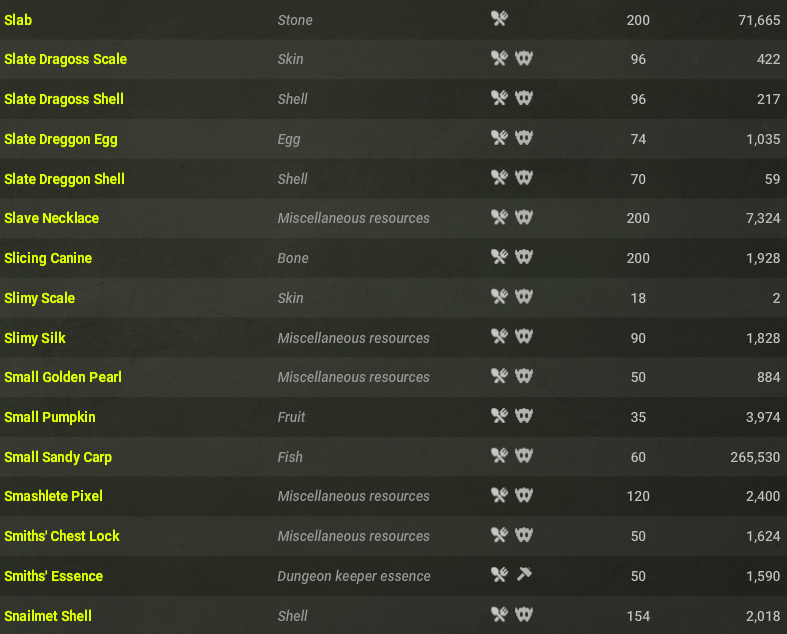 Slab Stone 200 71,665
Slate Dragoss Scale Skin 96 422
Slate Dragoss Shell Shell 96 217
Slate Dreggon Egg Egg 74 1,035
Slate Dreggon Shell Shell 70 59
Slave Necklace Miscellaneous resources 200 7,324
Slicing Canine Bone 200 1,928
Slimy Scale Skin 18 2
Slimy Silk Miscellaneous resources 90 1,828
Small Golden Pearl Miscellaneous resources 50 884
Small Pumpkin Fruit 35 3,974
Small Sandy Carp Fish 60 265,530
Smashlete Pixel Miscellaneous resources 120 2,400
Smiths' Chest Lock Miscellaneous resources 50 1,624
Smiths' Essence Dungeon keeper essence 50 1,590
Snailmet Shell Shell 154 2,018